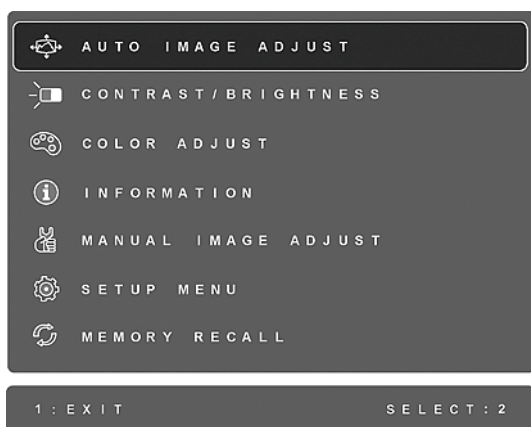 AUTO IMAGE ADJUST
CONTRAST/BRIGHTNESS
COLOR ADJUST
INFORMATION
MANUAL IMAGE ADJUST
SETUP MENU
MEMORY RECALL
1:EXIT SELECT:2